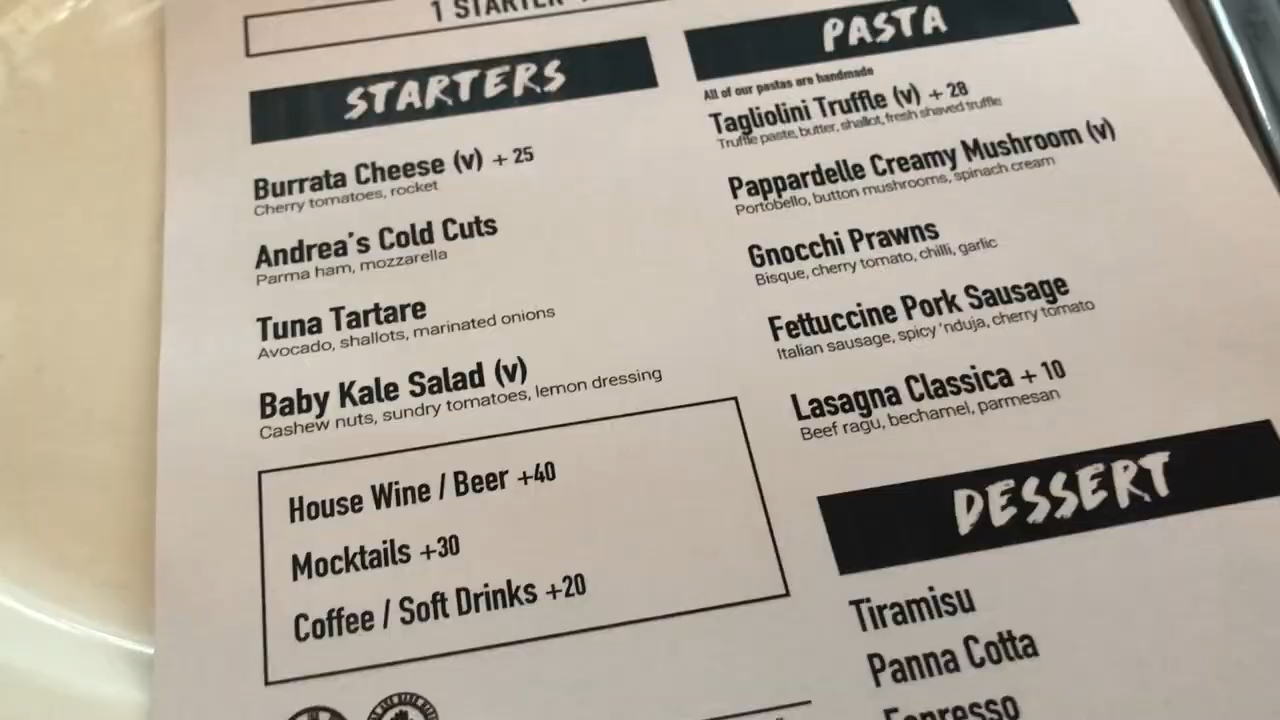 1 STARTER
STARTERS
Burrata Cheese (v) + 25
Cherry tomatoes, rocket
Andrea's Cold Cuts
Parma ham, mozzarella
Tuna Tartare
Avocado, shallots, marinated onions
Baby Kale Salad (v)
Cashew nuts, sundry tomatoes, lemon dressing
House Wine / Beer +40
Mocktails +30
Coffee / Soft Drinks +20
PASTA
All of our pastas are handmade
Tagliolini Truffle (v) + 28
Truffle paste, butter, shallot, fresh shaved truffle
Pappardelle Creamy Mushroom (v)
Portobello, button mushrooms, spinach cream
Gnocchi Prawns
Bisque, cherry tomato, chilli, garlic
Fettuccine Pork Sausage
Italian sausage, spicy 'nduja, cherry tomato
Lasagna Classica + 10
Beef ragu, bechamel, parmesan
DESSERT
Tiramisu
Panna Cotta
Espresso